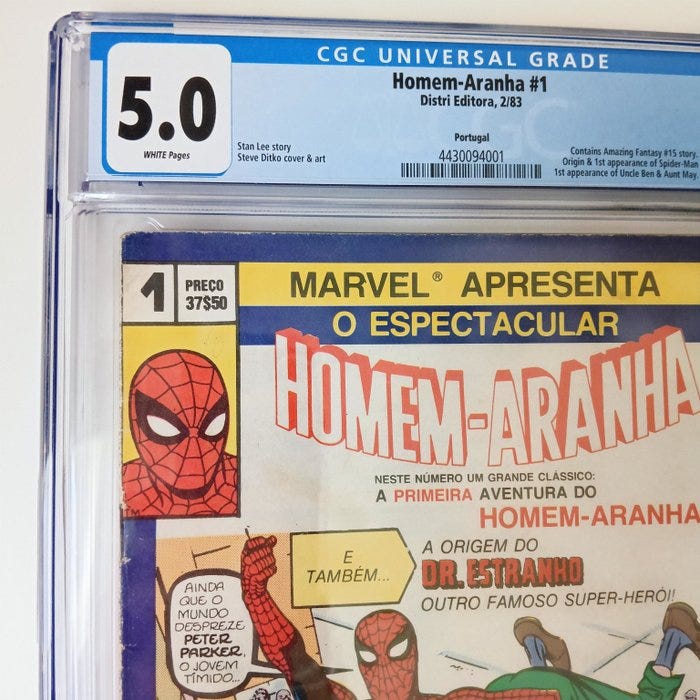 CGC UNIVERSAL GRADE
5.0
WHITE Pages
Homem-Aranha #1
Distri Editora, 2/83
Stan Lee story
Steve Ditko cover & art
Portugal
4430094001
Contains Amazing Fantasy #15 story.
Origin & 1st appearance of Spider-Man
1st appearance of Uncle Ben & Aunt May.
1
PREÇO
37$50
MARVEL® APRESENTA
O ESPECTACULAR
HOMEM-ARANHA
NESTE NÚMERO UM GRANDE CLÁSSICO:
A PRIMEIRA AVENTURA DO
HOMEM-ARANHA
TM
E
TAMBÉM...
A ORIGEM DO
DR. ESTRANHO
OUTRO FAMOSO SUPER-HERÓI!
AINDA
QUE O
MUNDO
DESPREZE
PETER
PARKER,
O JOVEM
TÍMIDO...